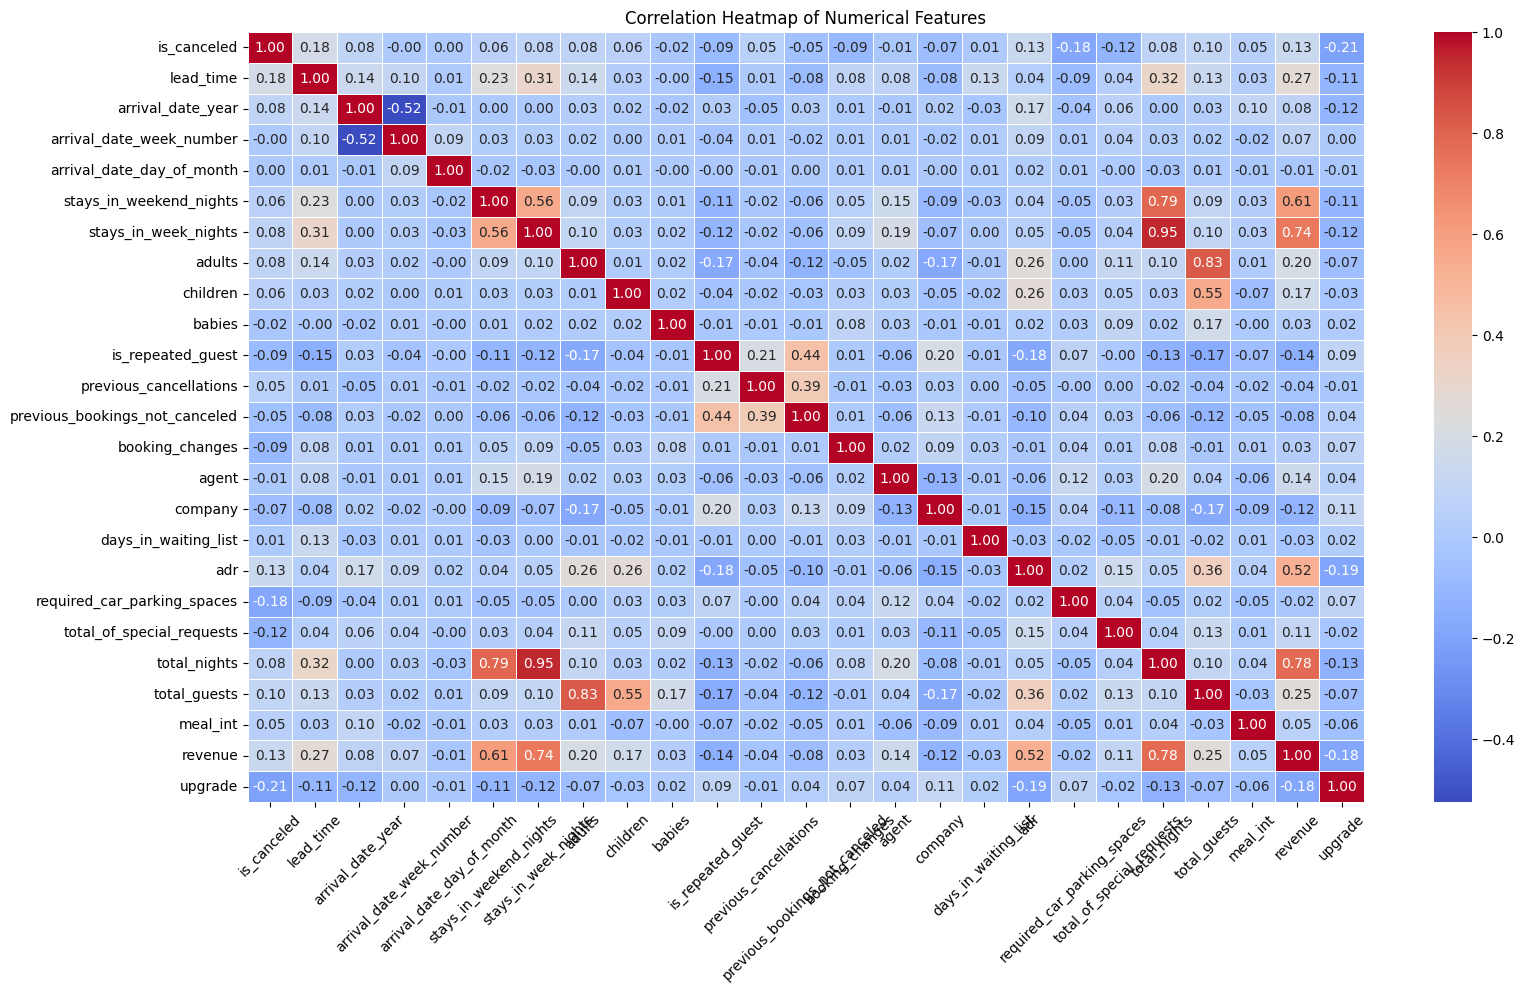 Correlation Heatmap of Numerical Features
is_canceled 1.00 0.18 0.08 -0.00 0.00 0.06 0.08 0.08 0.06 -0.02 -0.09 0.05 -0.05 -0.09 -0.01 -0.07 0.01 0.13 -0.18 -0.12 0.08 0.10 0.05 0.13 -0.21
lead_time 0.18 1.00 0.14 0.10 0.01 0.23 0.31 0.14 0.03 -0.00 -0.15 0.01 -0.08 0.08 0.08 -0.08 0.13 0.04 -0.09 0.04 0.32 0.13 0.03 0.27 -0.11
arrival_date_year 0.08 0.14 1.00 -0.52 -0.01 0.00 0.00 0.03 0.02 -0.02 0.03 -0.05 0.03 0.01 -0.01 0.02 -0.03 0.17 -0.04 0.06 0.00 0.03 0.10 0.08 -0.12
arrival_date_week_number -0.00 0.10 -0.52 1.00 0.09 0.03 0.03 0.02 0.00 0.01 -0.04 0.01 -0.02 0.01 0.01 -0.02 0.01 0.09 0.01 0.04 0.03 0.02 -0.02 0.07 0.00
arrival_date_day_of_month 0.00 0.01 -0.01 0.09 1.00 -0.02 -0.03 -0.00 0.01 -0.00 -0.00 -0.01 0.00 0.01 0.01 -0.00 0.01 0.02 0.01 -0.00 -0.03 0.01 -0.01 -0.01 -0.01
stays_in_weekend_nights 0.06 0.23 0.00 0.03 -0.02 1.00 0.56 0.09 0.03 0.01 -0.11 -0.02 -0.06 0.05 0.15 -0.09 -0.03 0.04 -0.05 0.03 0.79 0.09 0.03 0.61 -0.11
stays_in_week_nights 0.08 0.31 0.00 0.03 -0.03 0.56 1.00 0.10 0.03 0.02 -0.12 -0.02 -0.06 0.09 0.19 -0.07 0.00 0.05 -0.05 0.04 0.95 0.10 0.03 0.74 -0.12
adults 0.08 0.14 0.03 0.02 -0.00 0.09 0.10 1.00 0.01 0.02 -0.17 -0.04 -0.12 -0.05 0.02 -0.17 -0.01 0.26 0.00 0.11 0.10 0.83 0.01 0.20 -0.07
children 0.06 0.03 0.02 0.00 0.01 0.03 0.03 0.01 1.00 0.02 -0.04 -0.02 -0.03 0.03 0.03 -0.05 -0.02 0.26 0.03 0.05 0.03 0.55 -0.07 0.17 -0.03
babies -0.02 -0.00 -0.02 0.01 -0.00 0.01 0.02 0.02 0.02 1.00 -0.01 -0.01 -0.01 0.08 0.03 -0.01 -0.01 0.02 0.03 0.09 0.02 0.17 -0.00 0.03 0.02
is_repeated_guest -0.09 -0.15 0.03 -0.04 -0.00 -0.11 -0.12 -0.17 -0.04 -0.01 1.00 0.21 0.44 0.01 -0.06 0.20 -0.01 -0.18 0.07 -0.00 -0.13 -0.17 -0.07 -0.14 0.09
previous_cancellations 0.05 0.01 -0.05 0.01 -0.01 -0.02 -0.02 -0.04 -0.02 -0.01 0.21 1.00 0.39 -0.01 -0.03 0.03 0.00 -0.05 -0.00 0.00 -0.02 -0.04 -0.02 -0.04 -0.01
previous_bookings_not_canceled -0.05 -0.08 0.03 -0.02 0.00 -0.06 -0.06 -0.12 -0.03 -0.01 0.44 0.39 1.00 0.01 -0.06 0.13 -0.01 -0.10 0.04 0.03 -0.06 -0.12 -0.05 -0.08 0.04
booking_changes -0.09 0.08 0.01 0.01 0.01 0.05 0.09 -0.05 0.03 0.08 0.01 -0.01 0.01 1.00 0.02 0.09 0.03 -0.01 0.04 0.01 0.08 -0.01 0.01 0.03 0.07
agent -0.01 0.08 -0.01 0.01 0.01 0.15 0.19 0.02 0.03 0.03 -0.06 -0.03 -0.06 0.02 1.00 -0.13 -0.01 -0.06 0.12 0.03 0.20 0.04 -0.06 0.14 0.04
company -0.07 -0.08 0.02 -0.02 -0.00 -0.09 -0.07 -0.17 -0.05 -0.01 0.20 0.03 0.13 0.09 -0.13 1.00 -0.01 -0.15 0.04 -0.11 -0.08 -0.17 -0.09 -0.12 0.11
days_in_waiting_list 0.01 0.13 -0.03 0.01 0.01 -0.03 0.00 -0.01 -0.02 -0.01 -0.01 0.00 -0.01 0.03 -0.01 -0.01 1.00 -0.03 -0.02 -0.05 -0.01 -0.02 0.01 -0.03 0.02
adr 0.13 0.04 0.17 0.09 0.02 0.04 0.05 0.26 0.26 0.02 -0.18 -0.05 -0.10 -0.01 -0.06 -0.15 -0.03 1.00 0.02 0.15 0.05 0.36 0.04 0.52 -0.19
required_car_parking_spaces -0.18 -0.09 -0.04 0.01 0.01 -0.05 -0.05 0.00 0.03 0.03 0.07 -0.00 0.04 0.04 0.12 0.04 -0.02 0.02 1.00 0.04 -0.05 0.02 -0.05 -0.02 0.07
total_of_special_requests -0.12 0.04 0.06 0.04 -0.00 0.03 0.04 0.11 0.05 0.09 -0.00 0.00 0.03 0.01 0.03 -0.11 -0.05 0.15 0.04 1.00 0.04 0.13 0.01 0.11 -0.02
total_nights 0.08 0.32 0.00 0.03 -0.03 0.79 0.95 0.10 0.03 0.02 -0.13 -0.02 -0.06 0.08 0.20 -0.08 -0.01 0.05 -0.05 0.04 1.00 0.10 0.04 0.78 -0.13
total_guests 0.10 0.13 0.03 0.02 0.01 0.09 0.10 0.83 0.55 0.17 -0.17 -0.04 -0.12 -0.01 0.04 -0.17 -0.02 0.36 0.02 0.13 0.10 1.00 -0.03 0.25 -0.07
meal_int 0.05 0.03 0.10 -0.02 -0.01 0.03 0.03 0.01 -0.07 -0.00 -0.07 -0.02 -0.05 0.01 -0.06 -0.09 0.01 0.04 -0.05 0.01 0.04 -0.03 1.00 0.05 -0.06
revenue 0.13 0.27 0.08 0.07 -0.01 0.61 0.74 0.20 0.17 0.03 -0.14 -0.04 -0.08 0.03 0.14 -0.12 -0.03 0.52 -0.02 0.11 0.78 0.25 0.05 1.00 -0.18
upgrade -0.21 -0.11 -0.12 0.00 -0.01 -0.11 -0.12 -0.07 -0.03 0.02 0.09 -0.01 0.04 0.07 0.04 0.11 0.02 -0.19 0.07 -0.02 -0.13 -0.07 -0.06 -0.18 1.00
is_canceled
lead_time
arrival_date_year
arrival_date_week_number
arrival_date_day_of_month
stays_in_weekend_nights
stays_in_week_nights
adults
children
babies
is_repeated_guest
previous_cancellations
previous_bookings_not_canceled
booking_changes
agent
company
days_in_waiting_list
adr
required_car_parking_spaces
total_of_special_requests
total_nights
total_guests
meal_int
revenue
upgrade
1.0
0.8
0.6
0.4
0.2
0.0
−0.2
−0.4